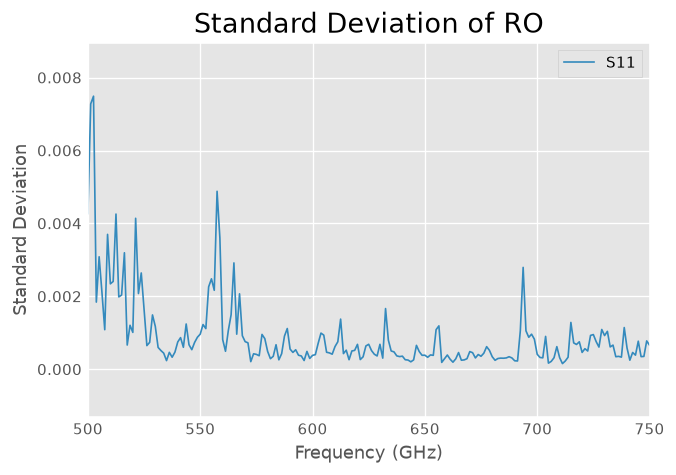 Standard Deviation of RO
S11
Standard Deviation
0.008
0.006
0.004
0.002
0.000
500 550 600 650 700 750
Frequency (GHz)